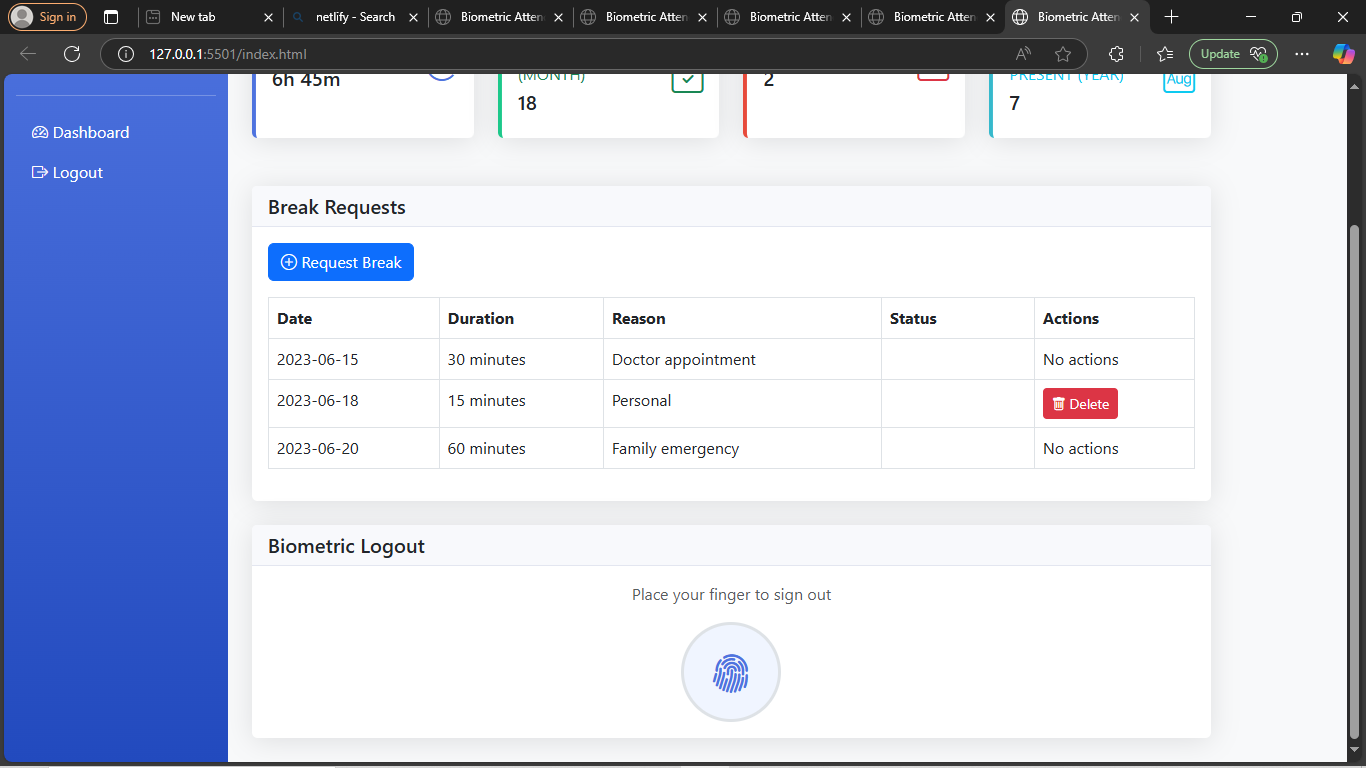 Sign in
New tab
netlify - Search
Biometric Atten
Biometric Atten
Biometric Atten
Biometric Atten
Biometric Atten
127.0.0.1:5501/index.html
Update
Dashboard
Logout
6h 45m
(MONTH)
18
2
PRESENT (YEAR)
7
Aug
Break Requests
Request Break
Date Duration Reason Status Actions
2023-06-15 30 minutes Doctor appointment No actions
2023-06-18 15 minutes Personal Delete
2023-06-20 60 minutes Family emergency No actions
Biometric Logout
Place your finger to sign out